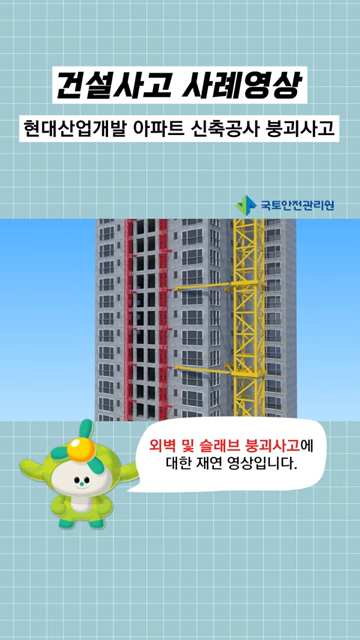 건설사고 사례영상
현대산업개발 아파트 신축공사 붕괴사고
국토안전관리원
외벽 및 슬래브 붕괴사고에
대한 재연 영상입니다.